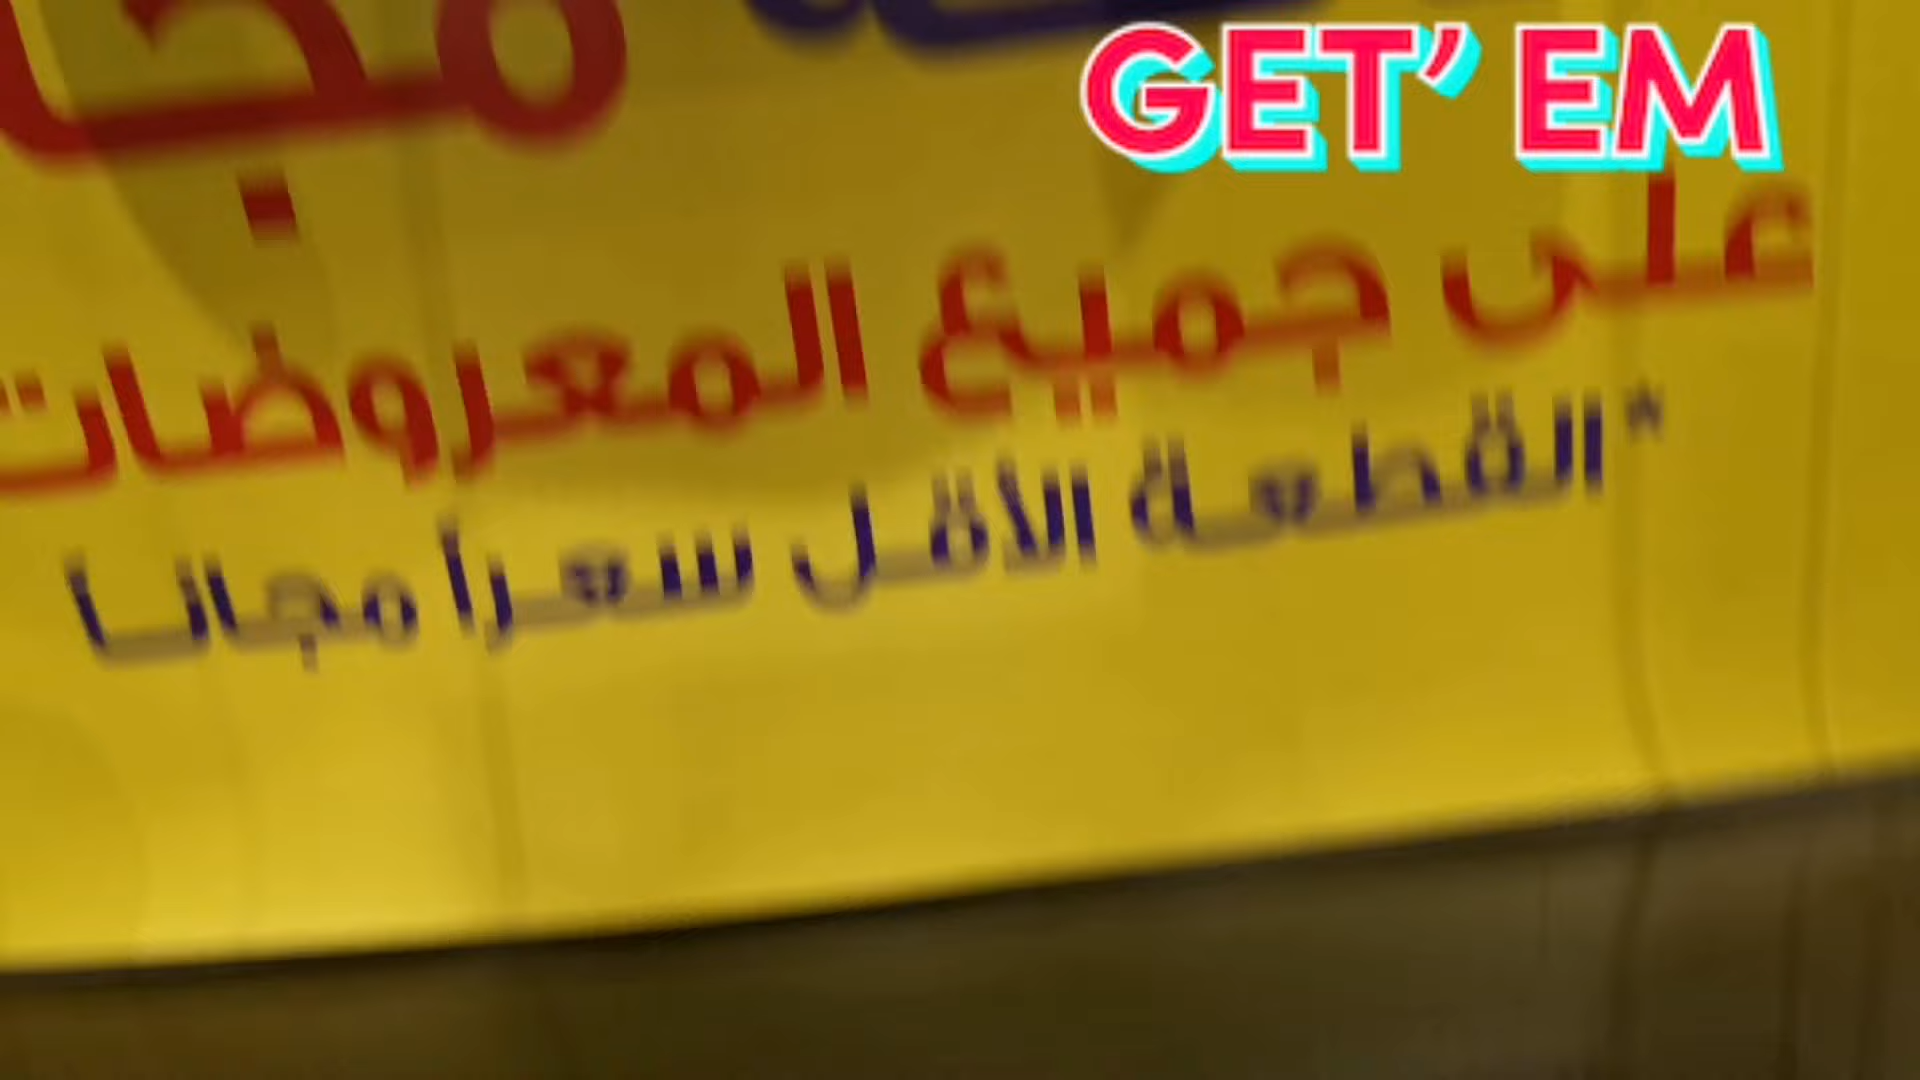 GET' EM
على جميع المعروضات
*القطعة الأقل سعراً مجاناً